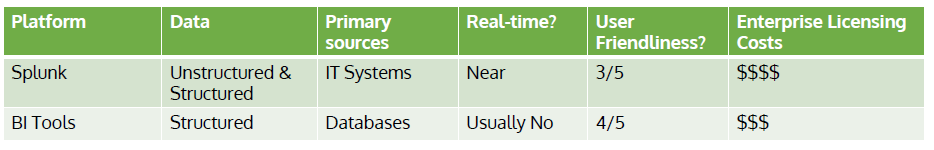 Platform Data Primary sources Real-time? User Friendliness? Enterprise Licensing Costs
Splunk Unstructured & Structured IT Systems Near 3/5 $$$$
BI Tools Structured Databases Usually No 4/5 $$$